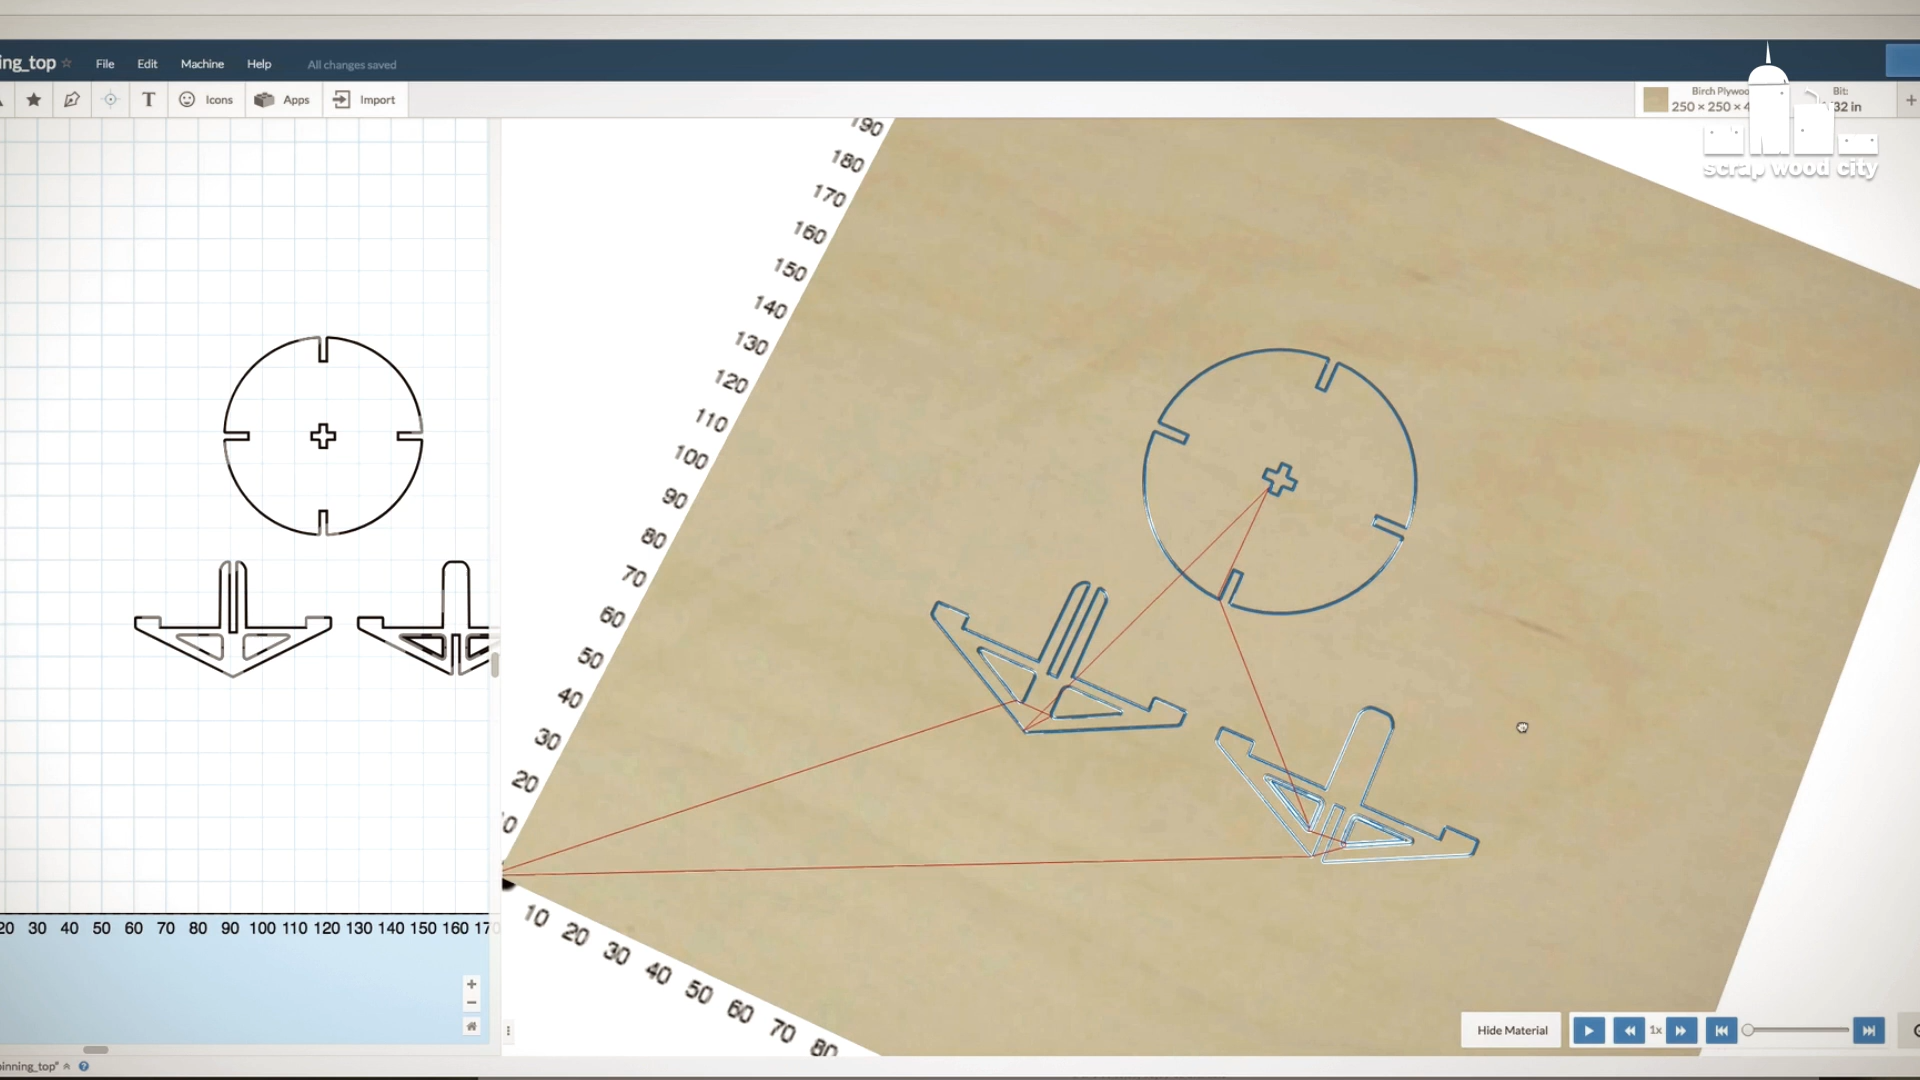 ing_top File Edit Machine Help All changes saved
T Icons Apps Import
Birch Plywoo Bit:
250 × 250 × 4 32 in
scrap wood city
190
180
170
160
150
140
130
120
110
100
90
80
70
60
50
40
30
20
10 20 30 40 50 60 70 80
20 30 40 50 60 70 80 90 100 110 120 130 140 150 160 170
Hide Material 1x
inning_top"